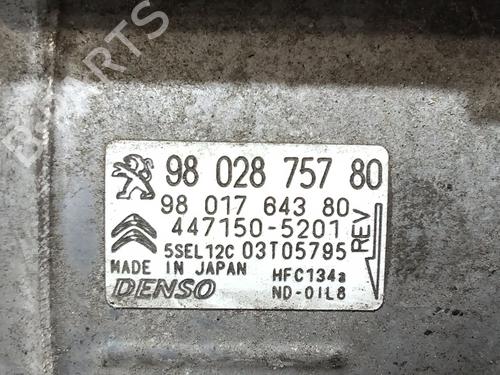 B-PARTS
98 028 757 80
98 017 643 80
447150-5201
5SEL12C 03T05795
REV
MADE IN JAPAN HFC134a
DENSO ND-OIL8